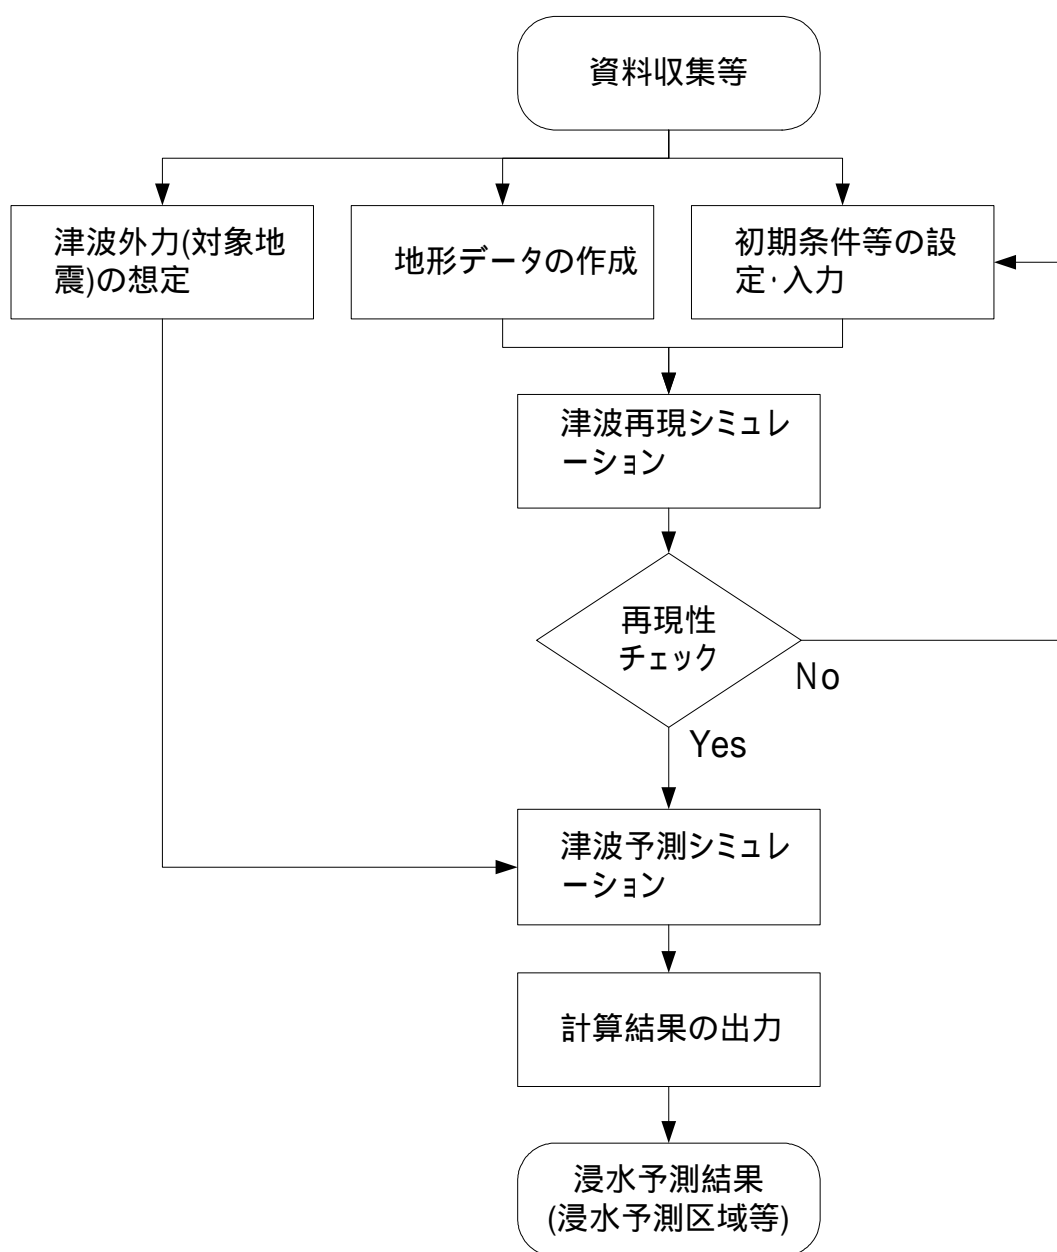 資料収集等
津波外力(対象地
震)の想定
地形データの作成
初期条件等の設
定・入力
津波再現シミュレ
ーション
再現性
チェック
No
Yes
津波予測シミュレ
ーション
計算結果の出力
浸水予測結果
(浸水予測区域等)